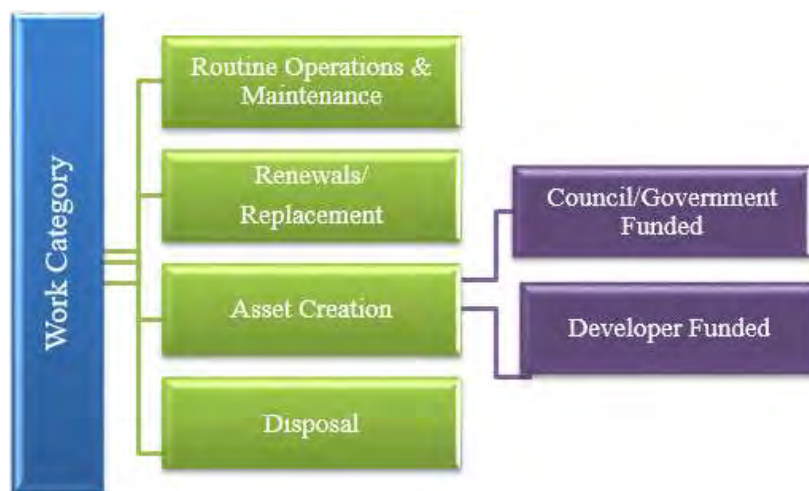 Work Category
Routine Operations &
Maintenance
Renewals/
Replacement
Asset Creation
Disposal
Council/Government
Funded
Developer Funded